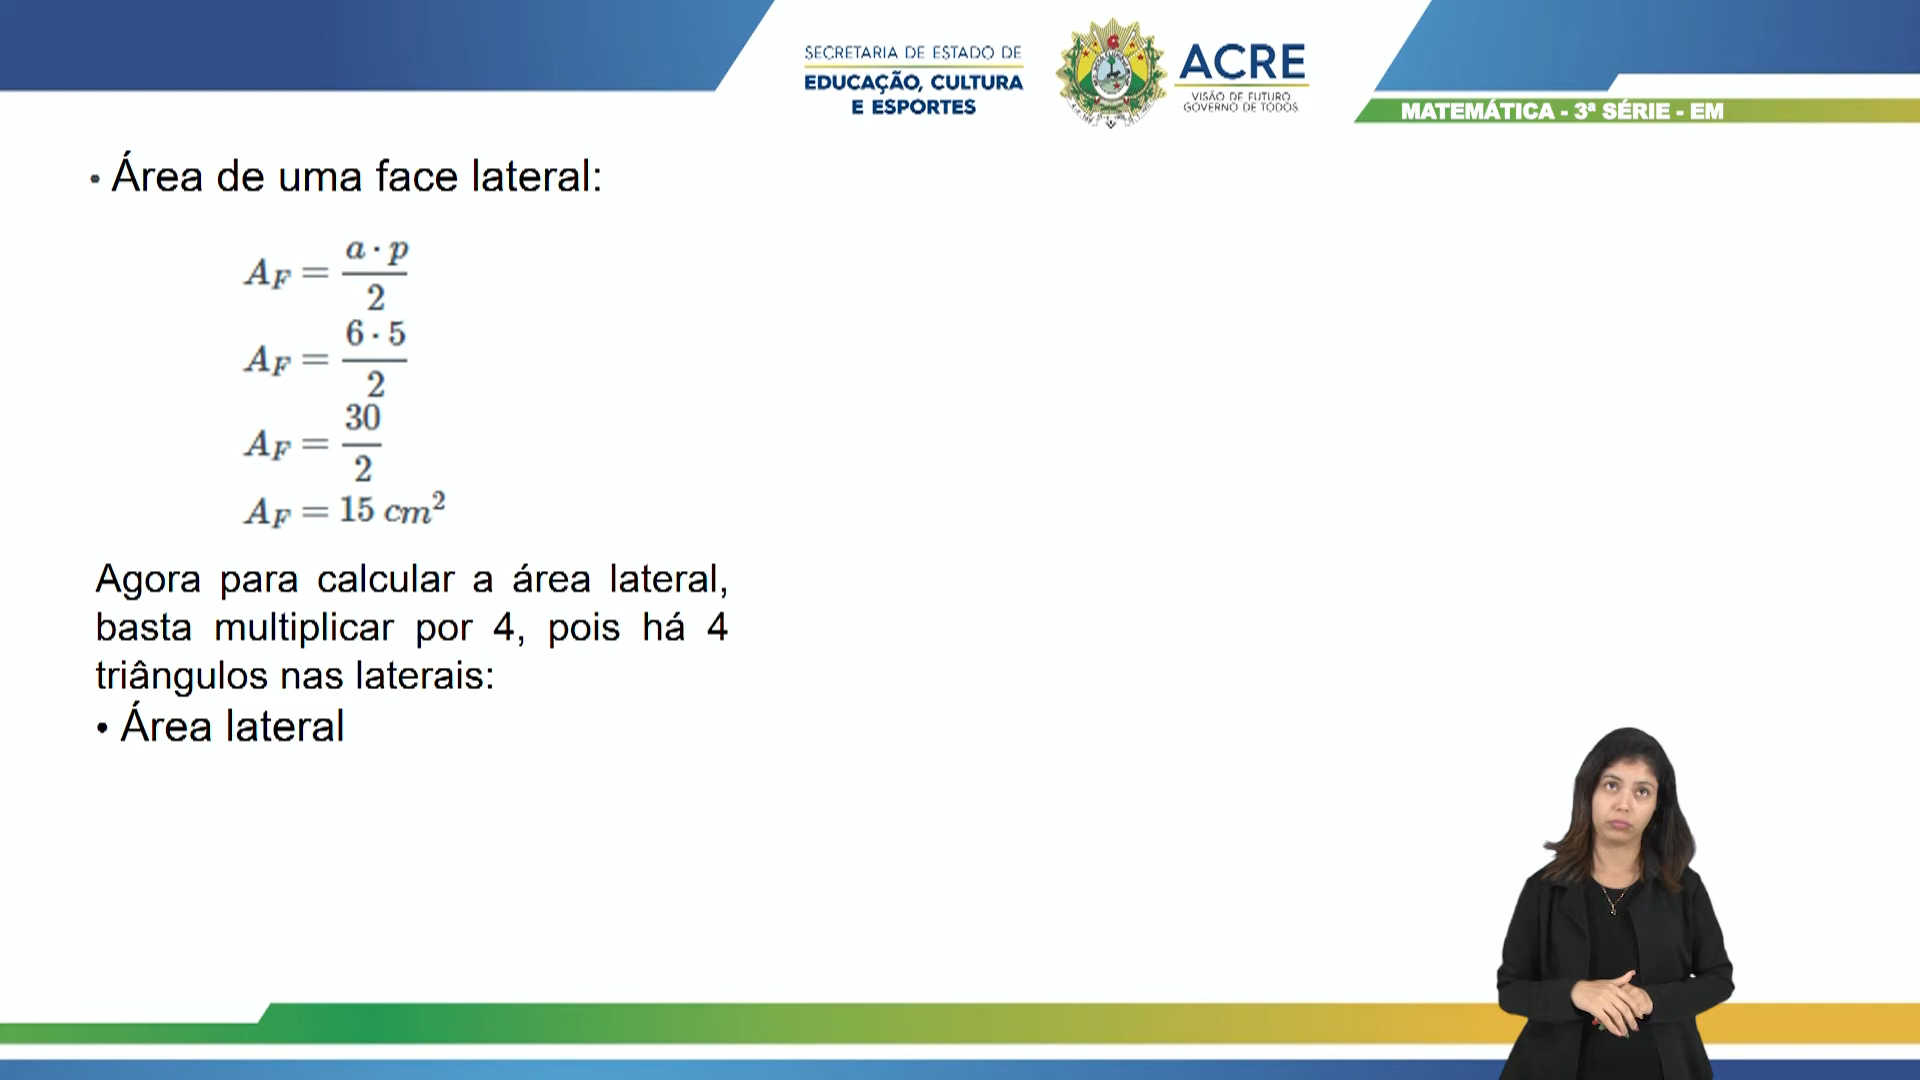 SECRETARIA DE ESTADO DE
EDUCAÇÃO, CULTURA
E ESPORTES
ACRE
VISÃO DE FUTURO
GOVERNO DE TODOS
MATEMÁTICA - 3ª SÉRIE - EM
• Área de uma face lateral:
A_F = a · p / 2
A_F = 6 · 5 / 2
A_F = 30 / 2
A_F = 15 cm²
Agora para calcular a área lateral,
basta multiplicar por 4, pois há 4
triângulos nas laterais:
• Área lateral